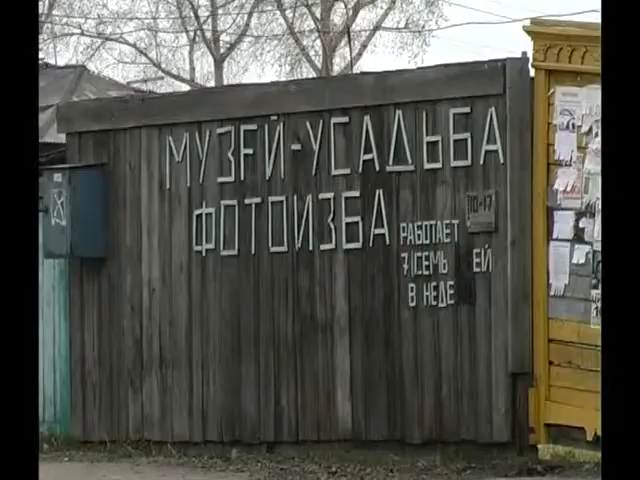 МУЗЕЙ-УСАДЬБА
ФОТОИЗБА
РАБОТАЕТ
10-17
7 СЕМЬ ЕЙ
В НЕДЕ